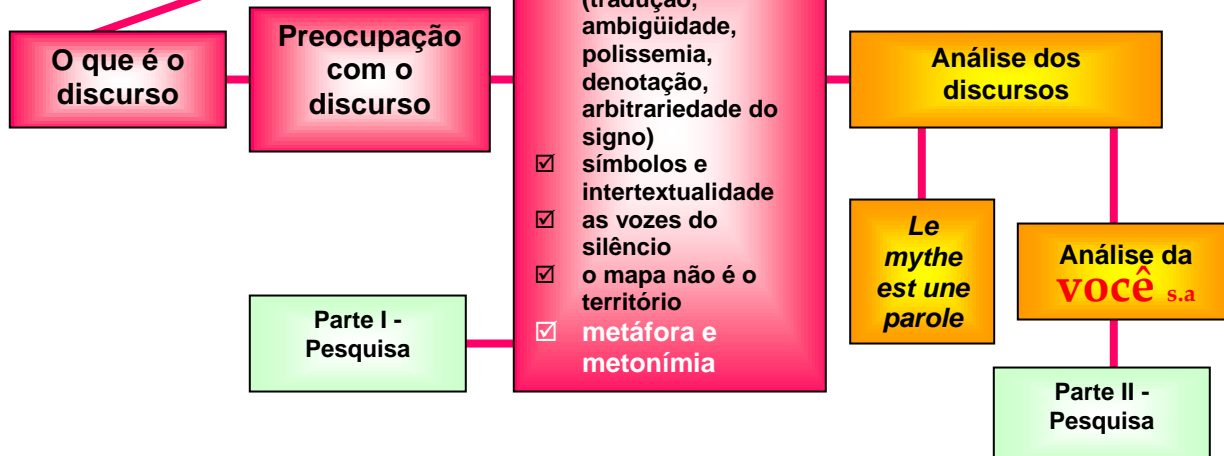 O que é o
discurso
Preocupação
com o
discurso
(tradução,
ambigüidade,
polissemia,
denotação,
arbitrariedade do
signo)
☑ símbolos e
intertextualidade
☑ as vozes do
silêncio
☑ o mapa não é o
território
☑ metáfora e
metonímia
Análise dos
discursos
Le
mythe
est une
parole
Análise da
você s.a
Parte I -
Pesquisa
Parte II -
Pesquisa